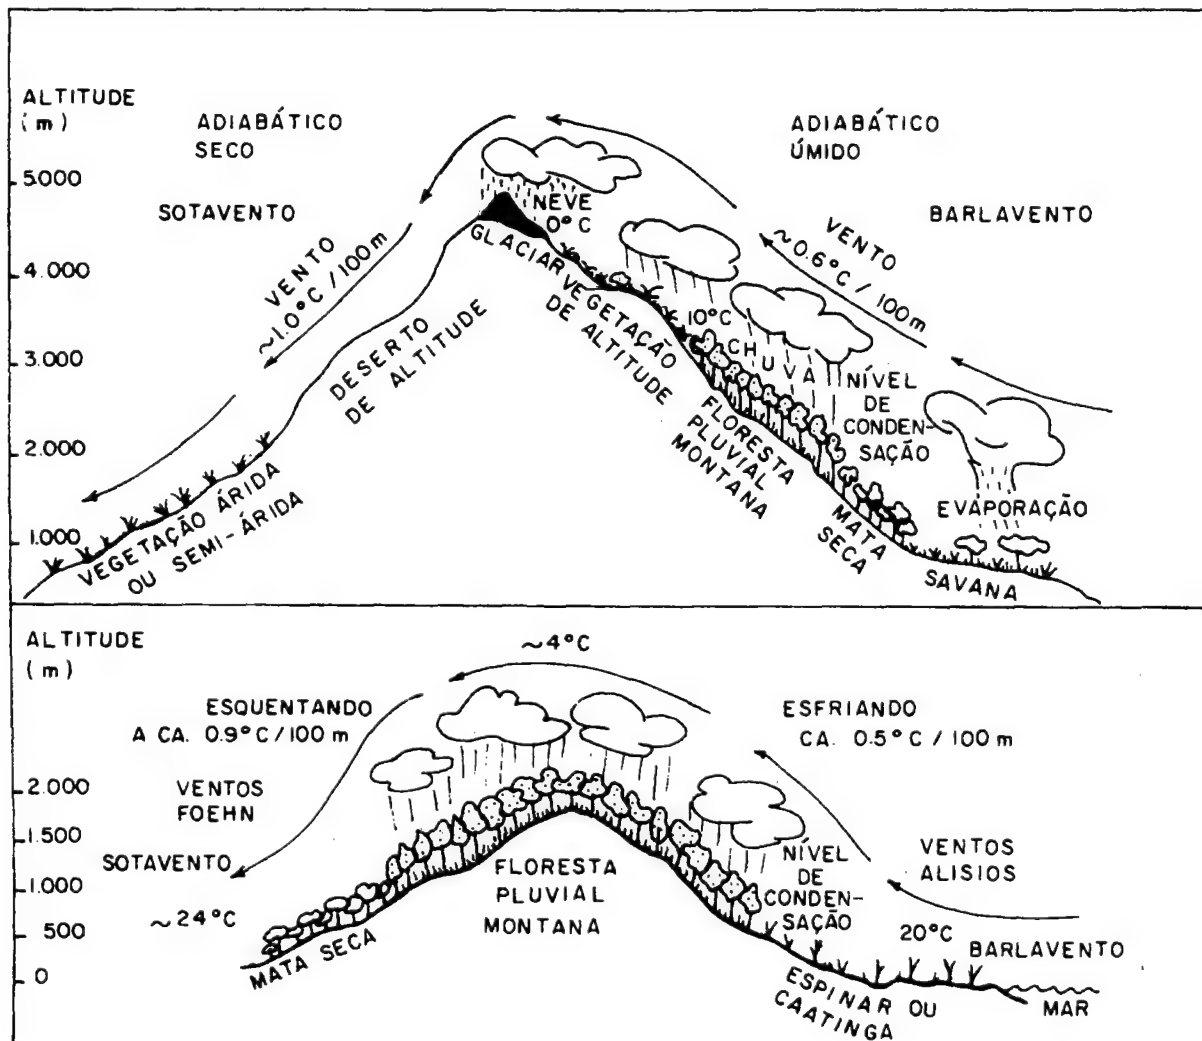 ALTITUDE
(m)
ADIABÁTICO
SECO
ADIABÁTICO
ÚMIDO
5.000
SOTAVENTO
NEVE
0°C
BARLAVENTO
VENTO
~1.0°C/100m
VENTO
~0.6°C/100m
4.000
GLACIAR
VEGETAÇÃO
DE ALTITUDE
DESERTO
DE ALTITUDE
10°C
CHUVA
3.000
NÍVEL
DE
CONDEN-
SAÇÃO
FLORESTA
PLUVIAL
MONTANA
2.000
EVAPORAÇÃO
VEGETAÇÃO ÁRIDA
OU SEMI-ÁRIDA
1.000
MATA
SECA
SAVANA
ALTITUDE
(m)
~4°C
ESQUENTANDO
A CA. 0.9°C/100 m
ESFRIANDO
CA. 0.5°C/100m
2.000
VENTOS
FOEHN
1.500
SOTAVENTO
FLORESTA
PLUVIAL
MONTANA
NÍVEL
DE
CONDEN-
SAÇÃO
VENTOS
ALISIOS
1.000
~24°C
500
20°C
BARLAVENTO
MATA SECA
0
ESPINAR OU
CAATINGA
MAR